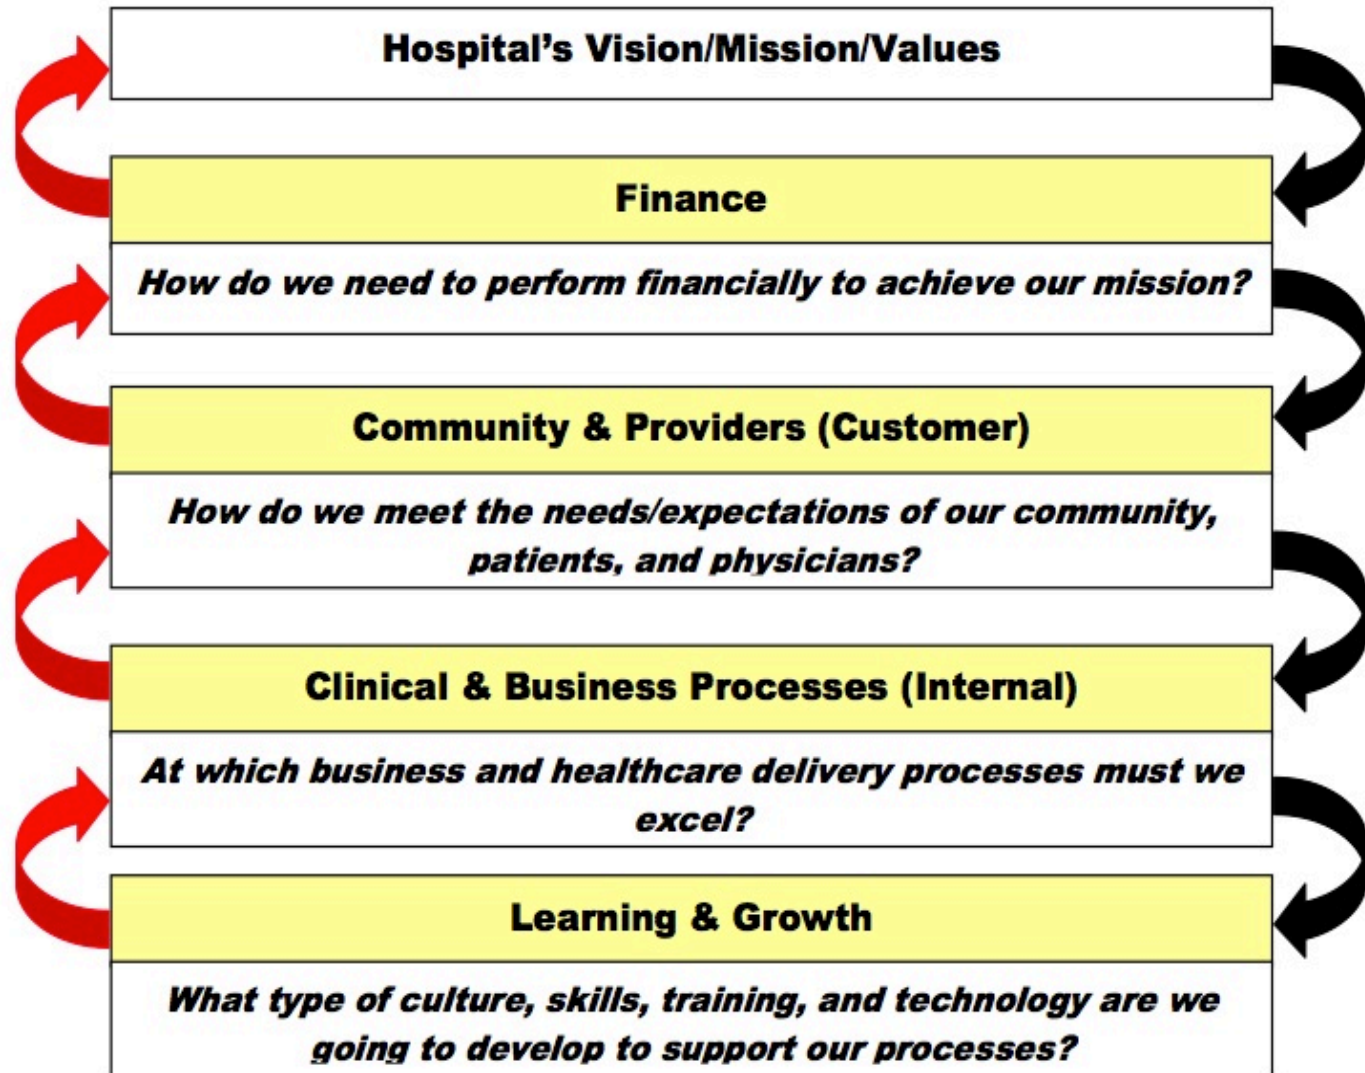 Hospital’s Vision/Mission/Values
Finance
How do we need to perform financially to achieve our mission?
Community & Providers (Customer)
How do we meet the needs/expectations of our community,
patients, and physicians?
Clinical & Business Processes (Internal)
At which business and healthcare delivery processes must we
excel?
Learning & Growth
What type of culture, skills, training, and technology are we
going to develop to support our processes?